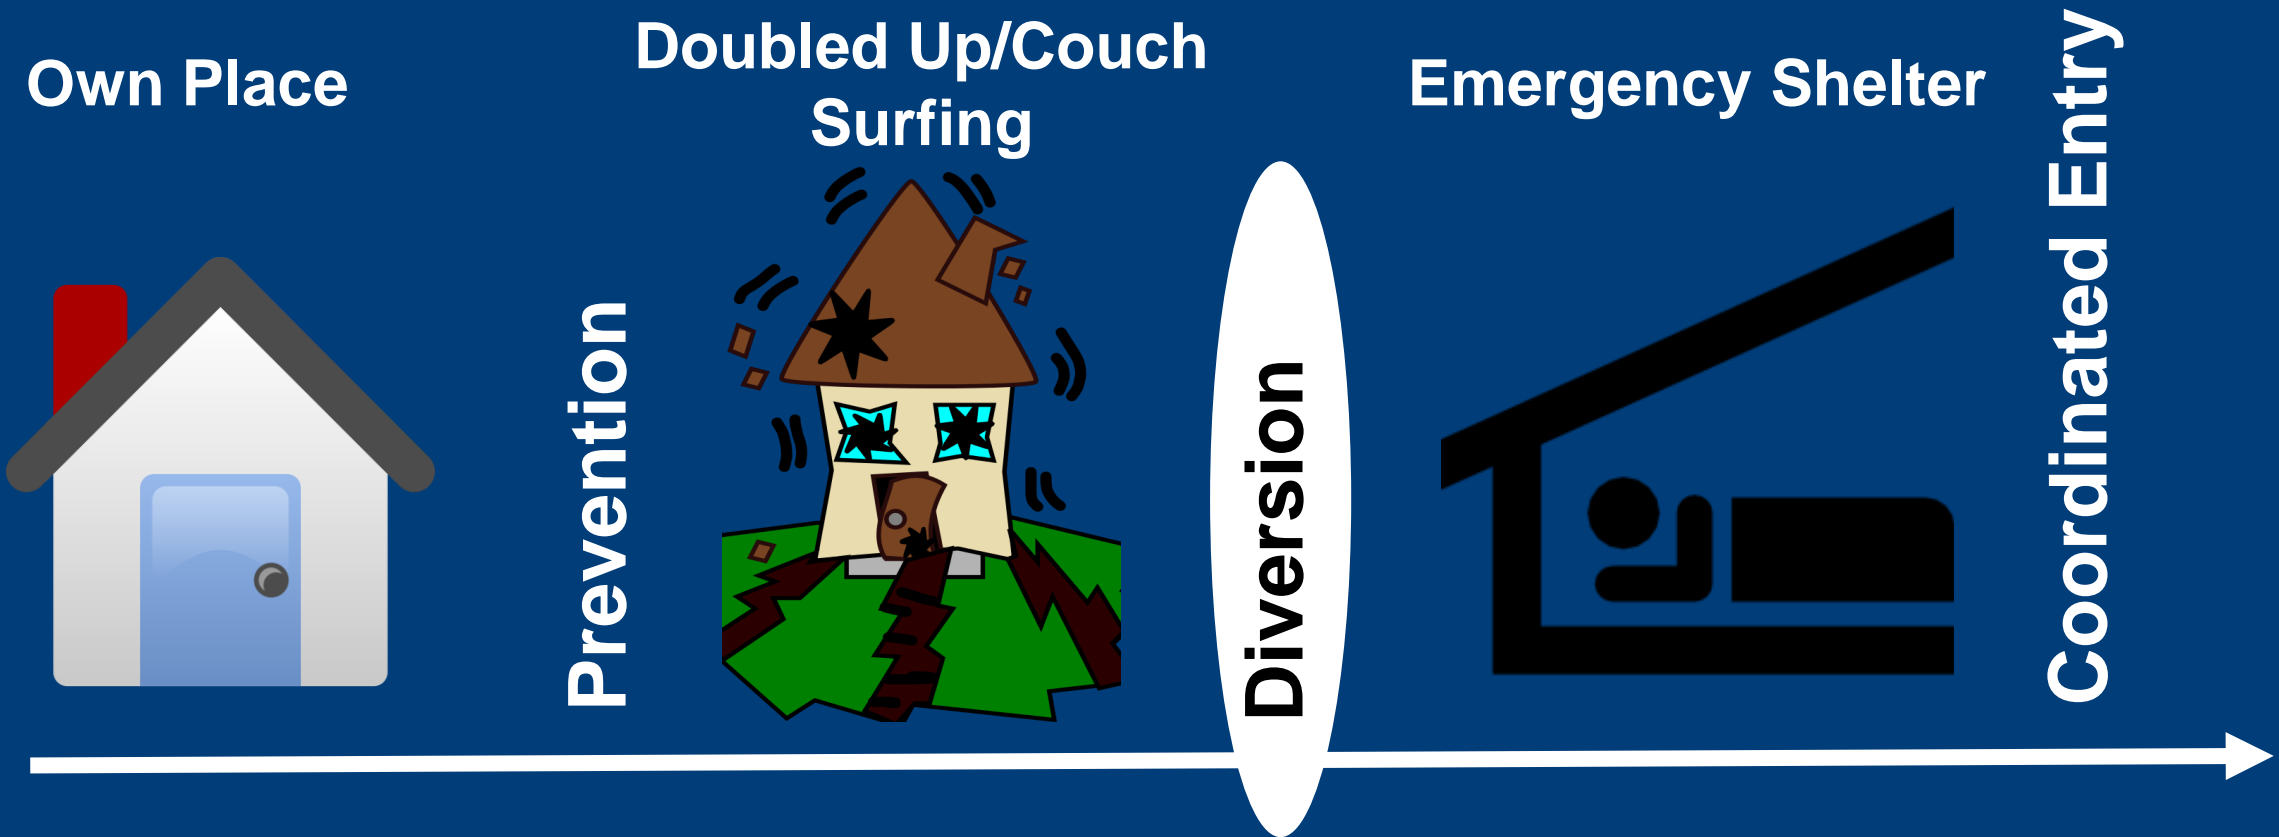 Own Place
Prevention
Doubled Up/Couch
Surfing
Diversion
Emergency Shelter
Coordinated Entry